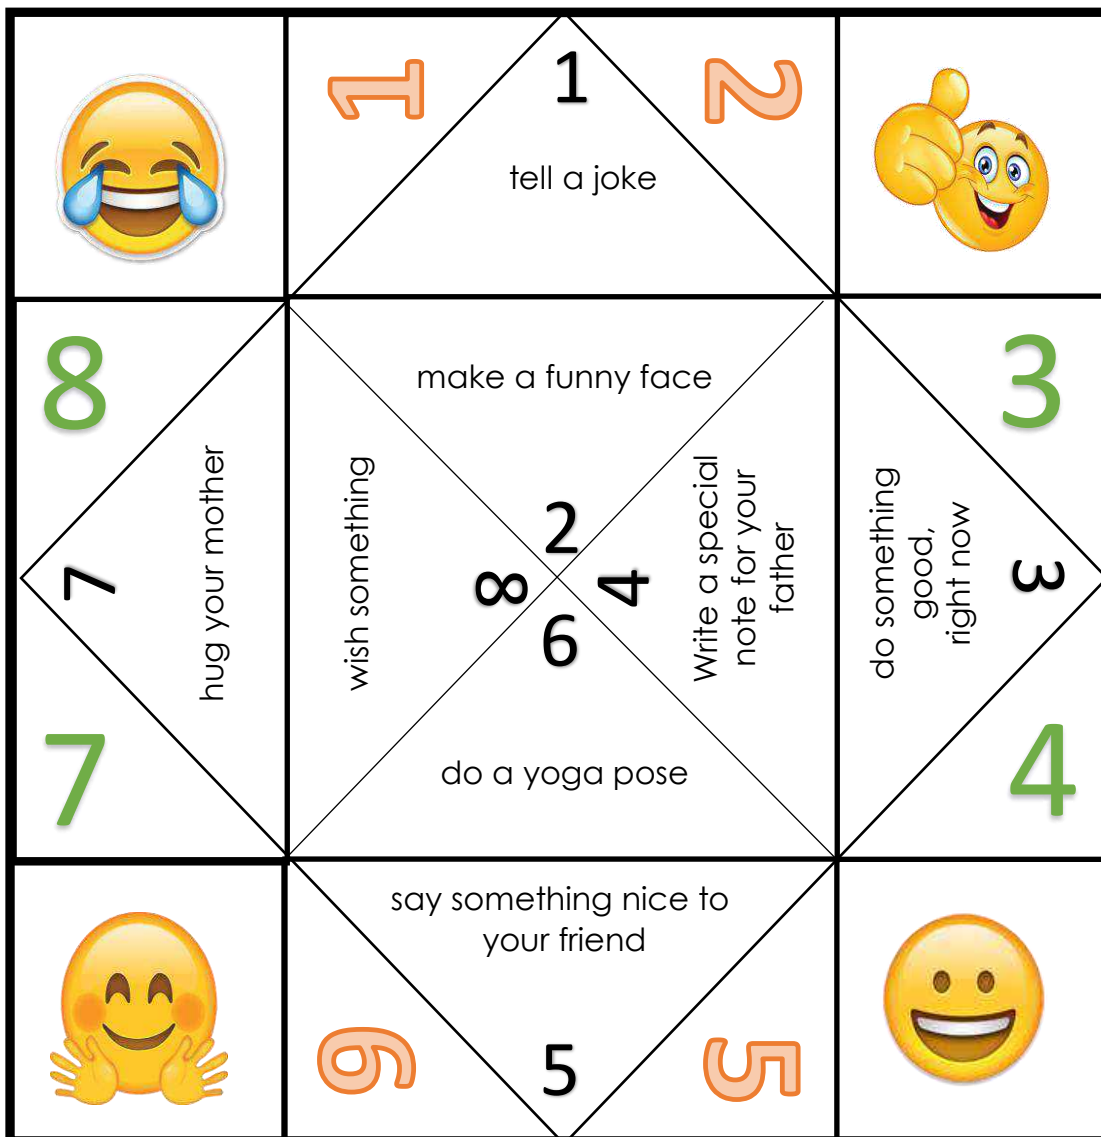 1
1
2
tell a joke
8
make a funny face
3
hug your mother
wish something
2
8
4
6
Write a special
note for your
father
do something
good,
right now
7
3
7
do a yoga pose
4
say something nice to
your friend
6
5
5